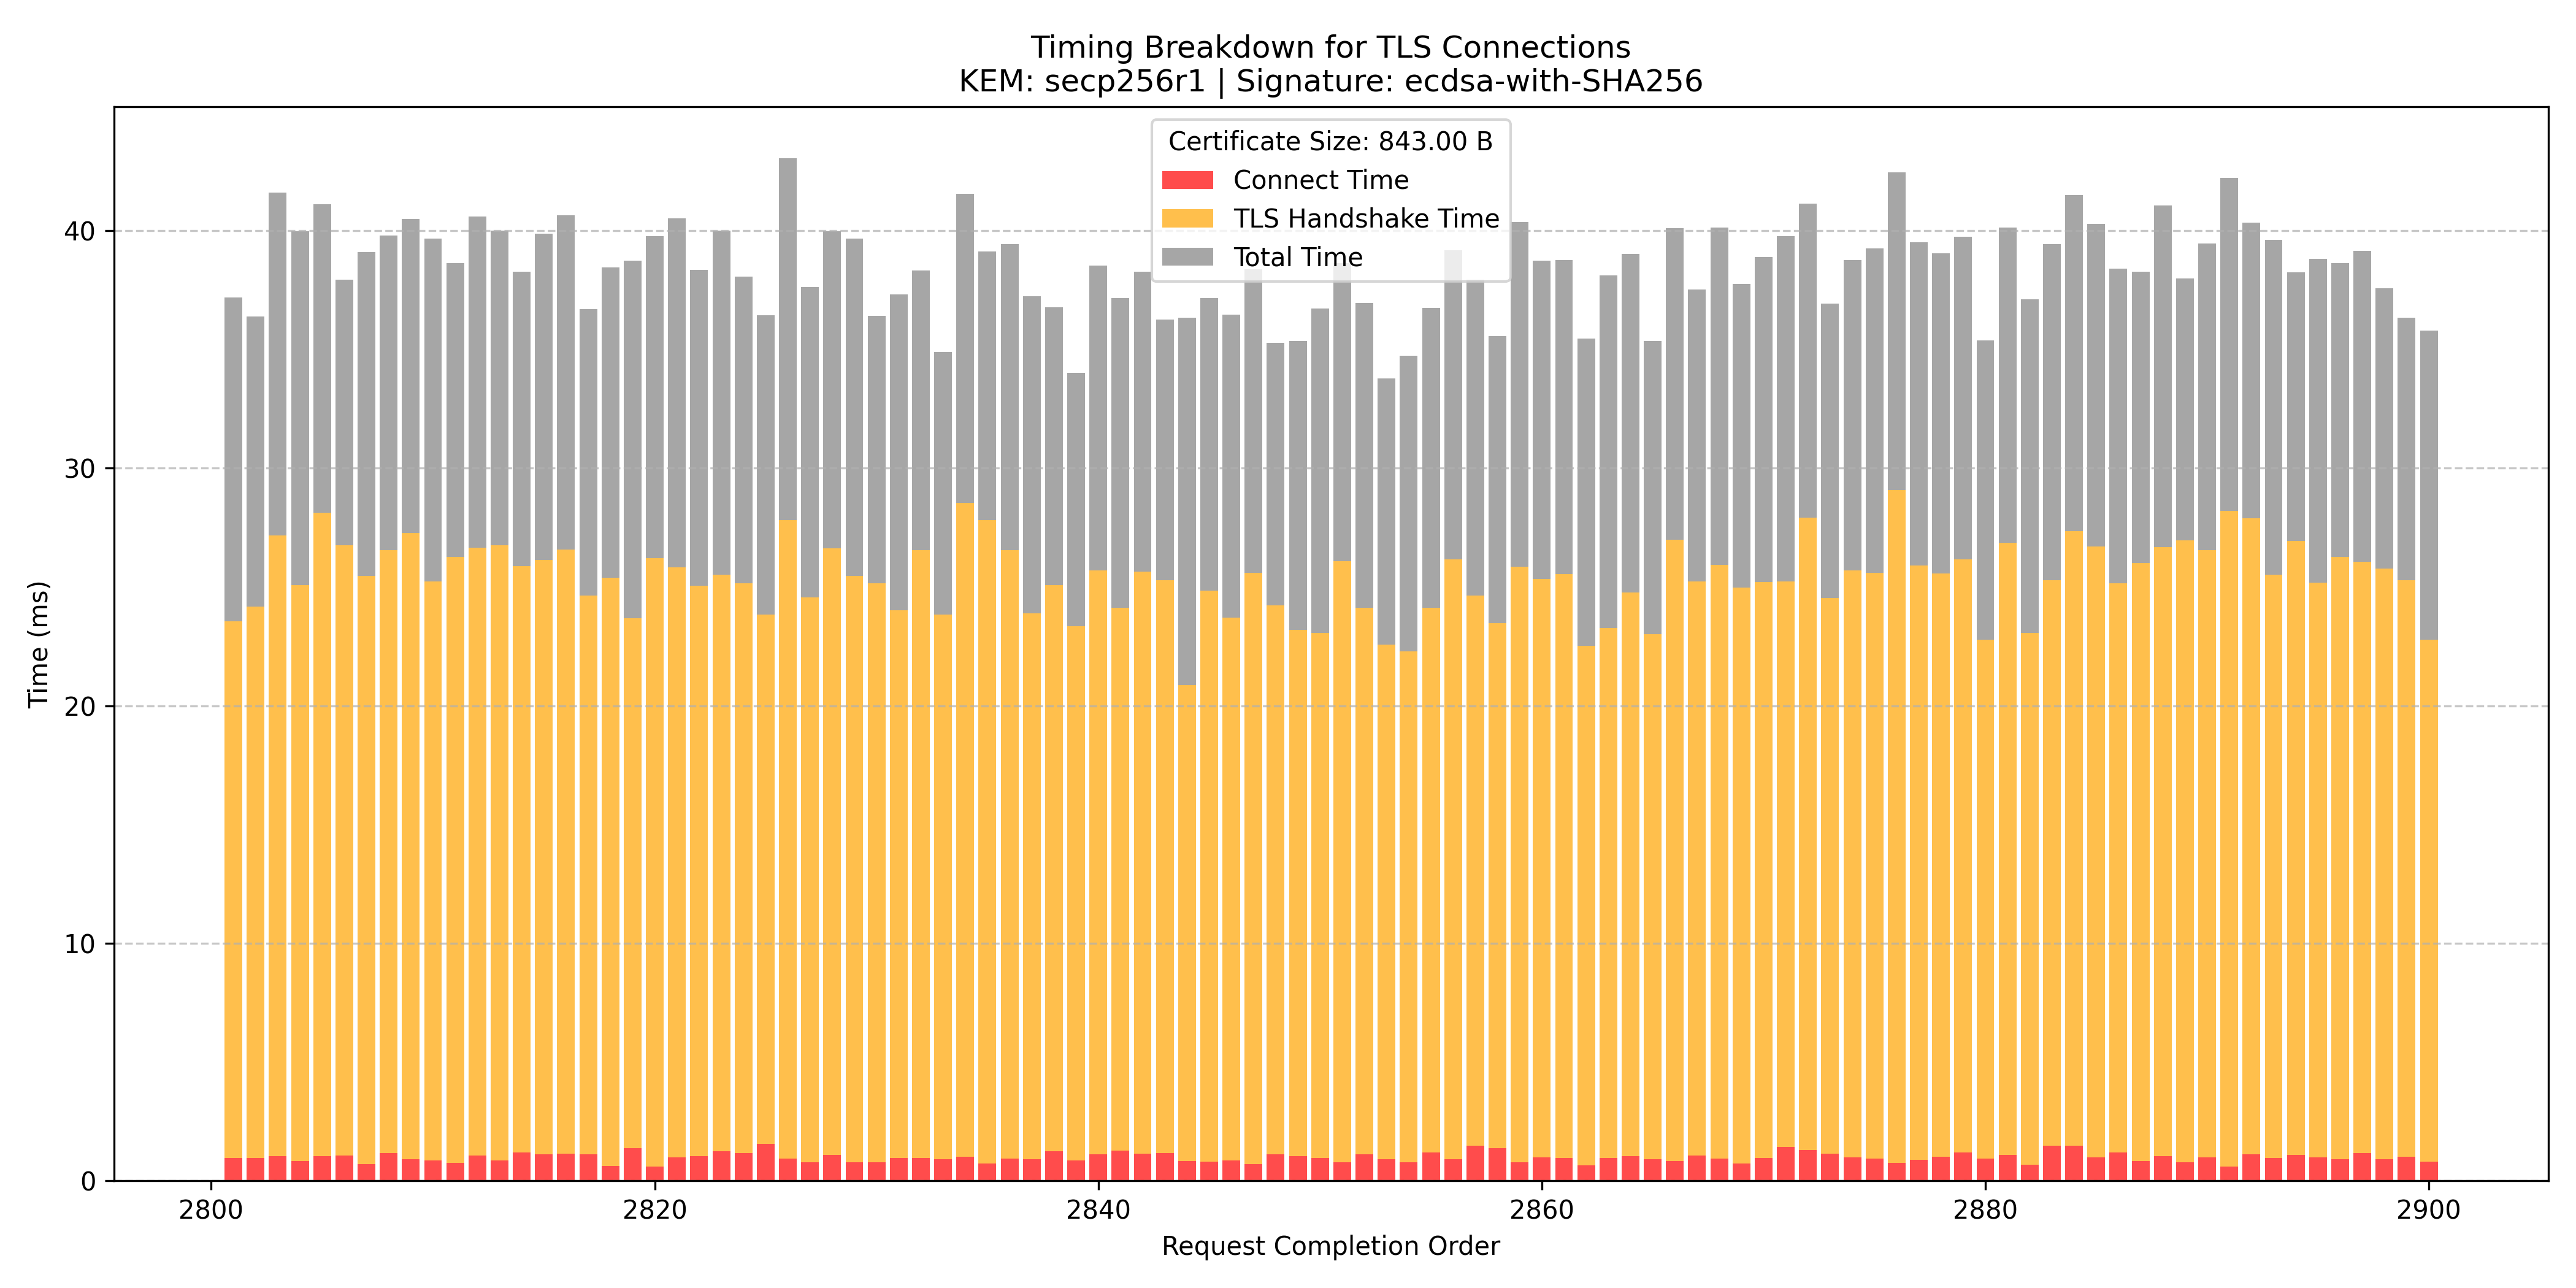 Timing Breakdown for TLS Connections
KEM: secp256r1 | Signature: ecdsa-with-SHA256
Certificate Size: 843.00 B
Connect Time
TLS Handshake Time
Total Time
Time (ms)
40
30
20
10
0
2800 2820 2840 2860 2880 2900
Request Completion Order